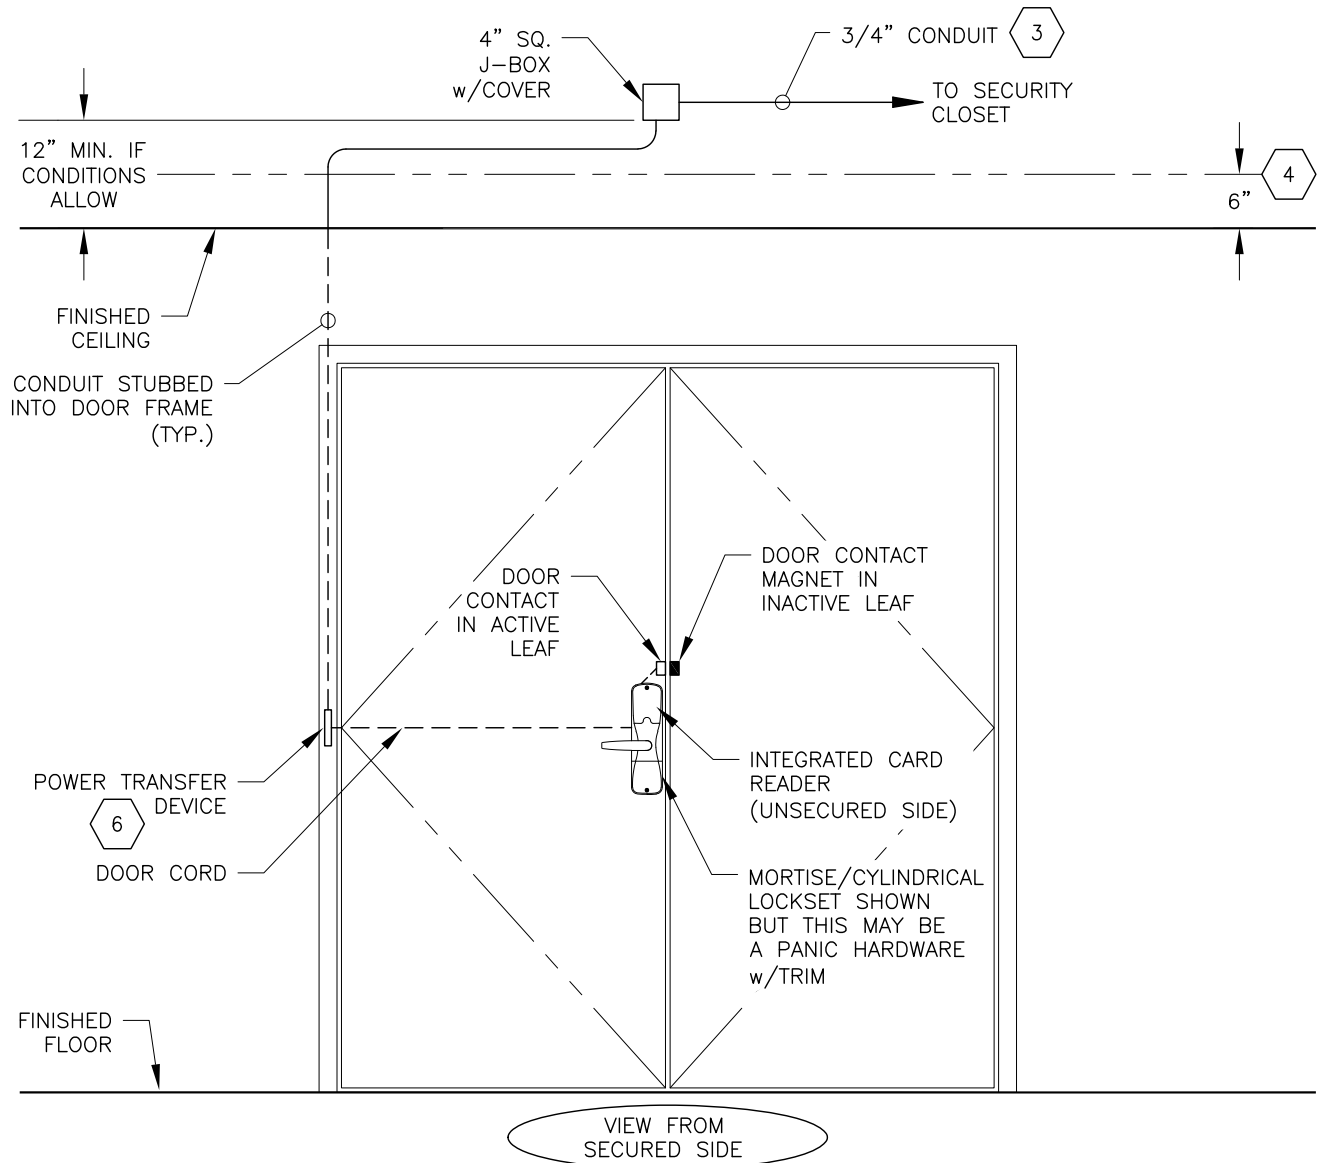 4” SQ.
J-BOX
w/COVER
3/4” CONDUIT
3
TO SECURITY
CLOSET
12” MIN. IF
CONDITIONS
ALLOW
4
6”
FINISHED
CEILING
CONDUIT STUBBED
INTO DOOR FRAME
(TYP.)
DOOR
CONTACT
IN ACTIVE
LEAF
DOOR CONTACT
MAGNET IN
INACTIVE LEAF
POWER TRANSFER
DEVICE
6
DOOR CORD
INTEGRATED CARD
READER
(UNSECURED SIDE)
MORTISE/CYLINDRICAL
LOCKSET SHOWN
BUT THIS MAY BE
A PANIC HARDWARE
w/TRIM
FINISHED
FLOOR
VIEW FROM
SECURED SIDE